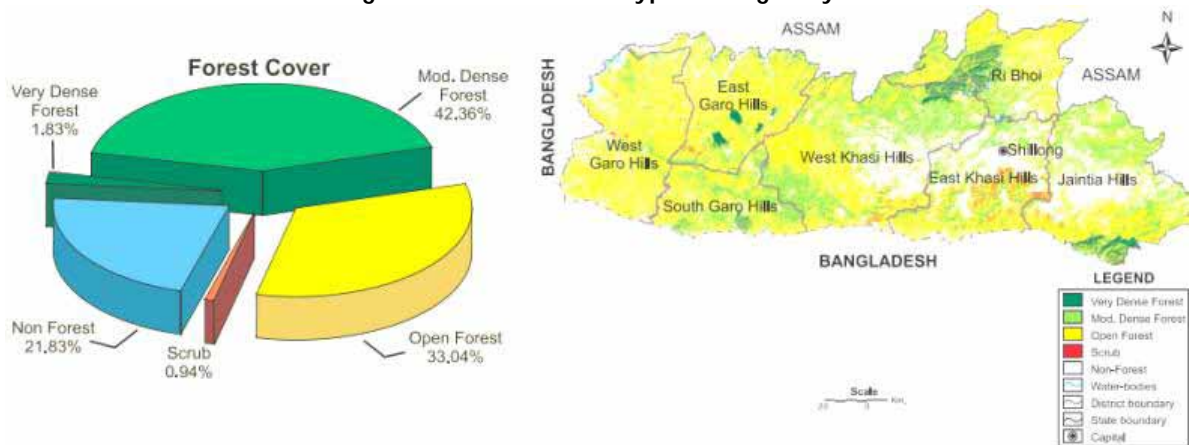 Forest Cover
Very Dense
Forest
1.83%
Mod. Dense
Forest
42.36%
Non Forest
21.83%
Scrub
0.94%
Open Forest
33.04%
ASSAM
N
BANGLADESH
Ri Bhoi
ASSAM
East
Garo Hills
West
Garo Hills
West Khasi Hills
Shillong
East Khasi Hills
Jaintia Hills
South Garo Hills
BANGLADESH
LEGEND
Very Dense Forest
Mod. Dense Forest
Open Forest
Scrub
Non-Forest
Water-bodies
District boundary
State boundary
Capital
Scale
Km.